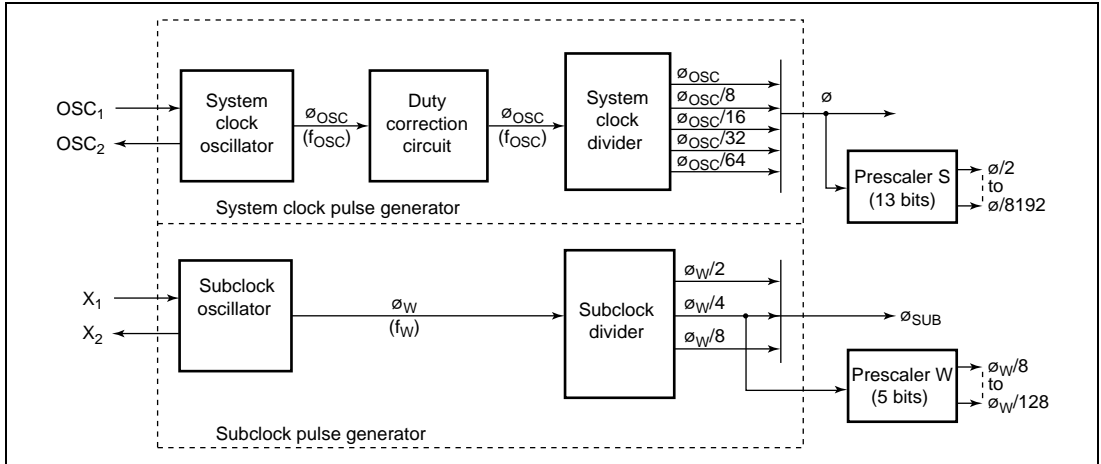 OSC1
OSC2
System
clock
oscillator
øOSC
(fOSC)
Duty
correction
circuit
øOSC
(fOSC)
System
clock
divider
øOSC
øOSC/8
øOSC/16
øOSC/32
øOSC/64
ø
Prescaler S
(13 bits)
ø/2
to
ø/8192
System clock pulse generator
X1
X2
Subclock
oscillator
øW
(fW)
Subclock
divider
øW/2
øW/4
øW/8
øSUB
Prescaler W
(5 bits)
øW/8
to
øW/128
Subclock pulse generator